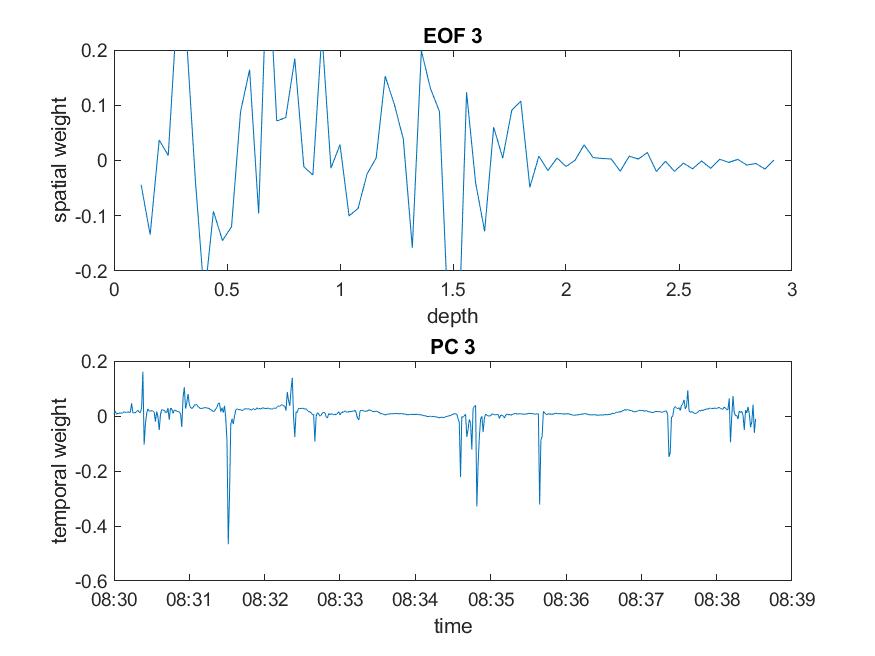 EOF 3
0.2
0.1
0
-0.1
-0.2
spatial weight
0 0.5 1 1.5 2 2.5 3
depth
PC 3
0.2
0
-0.2
-0.4
-0.6
temporal weight
08:30 08:31 08:32 08:33 08:34 08:35 08:36 08:37 08:38 08:39
time